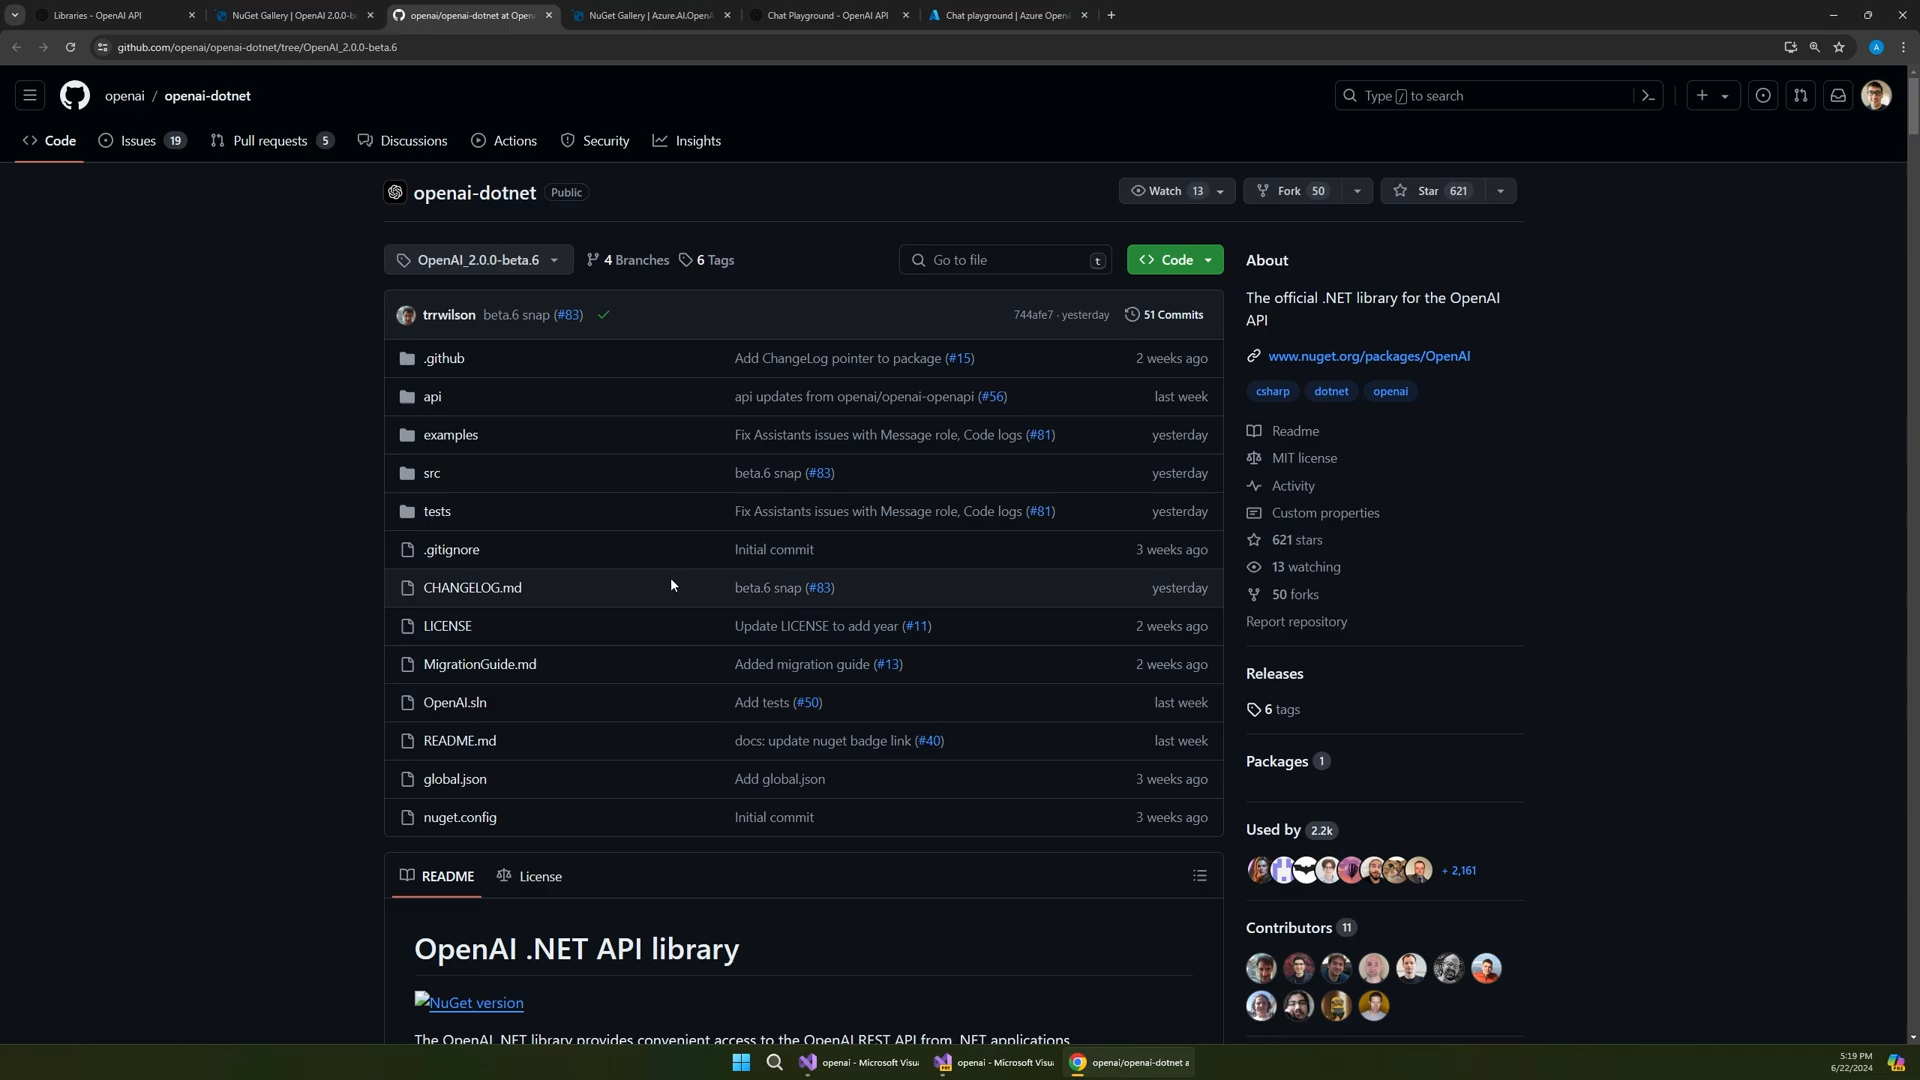 Libraries - OpenAI API
NuGet Gallery | OpenAI 2.0.0-b
openai/openai-dotnet at Open
NuGet Gallery | Azure.AI.Open
Chat Playground - OpenAI API
Chat playground | Azure Open
github.com/openai/openai-dotnet/tree/OpenAI_2.0.0-beta.6
A
openai / openai-dotnet
Type / to search
Code
Issues 19
Pull requests 5
Discussions
Actions
Security
Insights
openai-dotnet Public
Watch 13
Fork 50
Star 621
OpenAI_2.0.0-beta.6
4 Branches
6 Tags
Go to file t
Code
trrwilson beta.6 snap (#83) 744afe7 · yesterday 51 Commits
.github Add ChangeLog pointer to package (#15) 2 weeks ago
api api updates from openai/openai-openapi (#56) last week
examples Fix Assistants issues with Message role, Code logs (#81) yesterday
src beta.6 snap (#83) yesterday
tests Fix Assistants issues with Message role, Code logs (#81) yesterday
.gitignore Initial commit 3 weeks ago
CHANGELOG.md beta.6 snap (#83) yesterday
LICENSE Update LICENSE to add year (#11) 2 weeks ago
MigrationGuide.md Added migration guide (#13) 2 weeks ago
OpenAI.sln Add tests (#50) last week
README.md docs: update nuget badge link (#40) last week
global.json Add global.json 3 weeks ago
nuget.config Initial commit 3 weeks ago
README
License
OpenAI .NET API library
NuGet version
The OpenAI .NET library provides convenient access to the OpenAI REST API from .NET applications
About
The official .NET library for the OpenAI
API
www.nuget.org/packages/OpenAI
csharp dotnet openai
Readme
MIT license
Activity
Custom properties
621 stars
13 watching
50 forks
Report repository
Releases
6 tags
Packages 1
Used by 2.2k
+ 2,161
Contributors 11
openai - Microsoft Visu
openai - Microsoft Visu
openai/openai-dotnet a
5:19 PM
6/22/2024